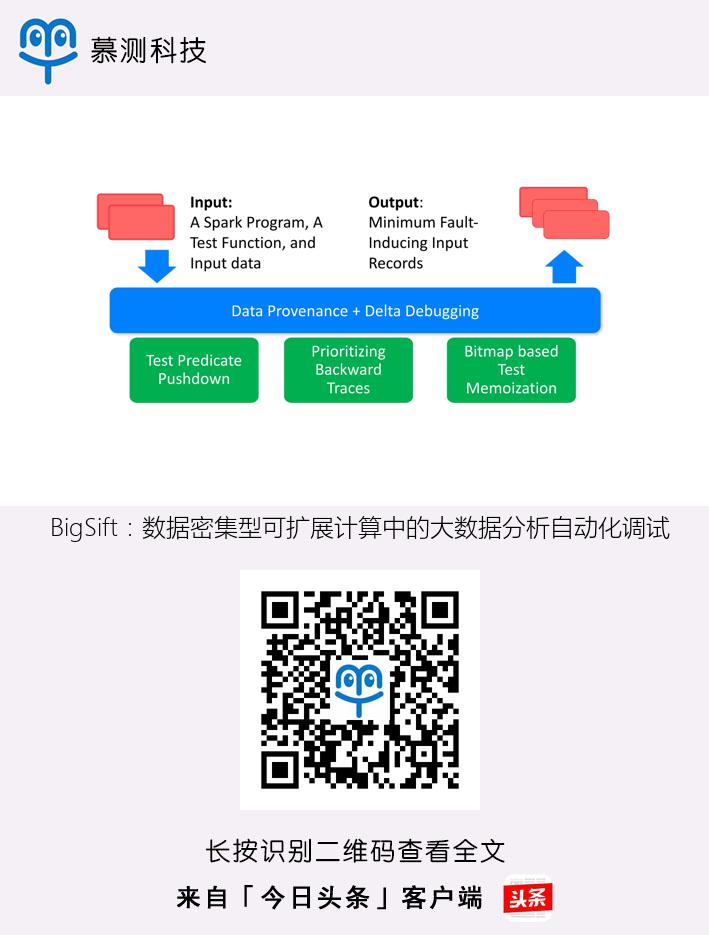 慕测科技
Input:
A Spark Program, A
Test Function, and
Input data
Output:
Minimum Fault-
Inducing Input
Records
Data Provenance + Delta Debugging
Test Predicate
Pushdown
Prioritizing
Backward
Traces
Bitmap based
Test
Memoization
BigSift：数据密集型可扩展计算中的大数据分析自动化调试
长按识别二维码查看全文
来自「今日头条」客户端
头条